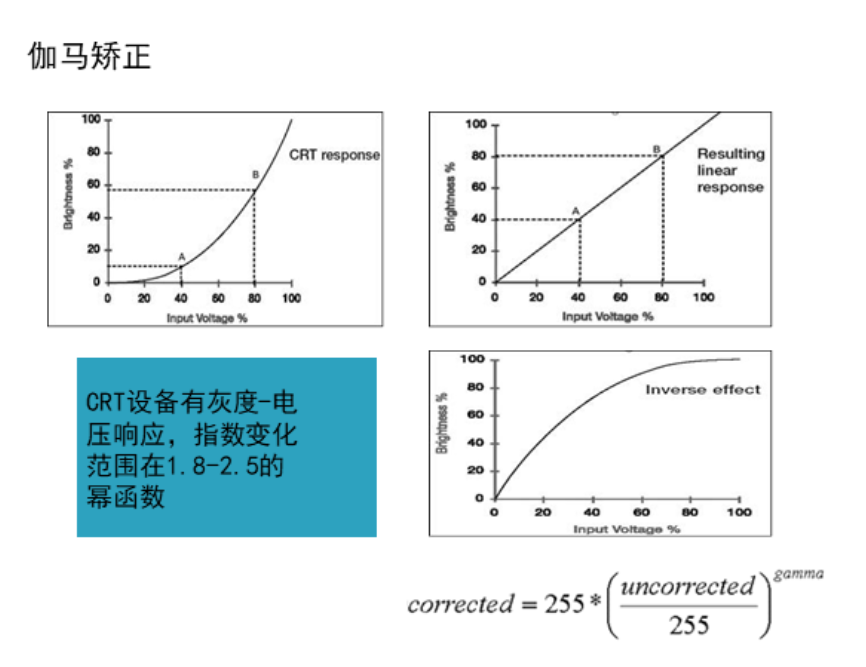 伽马矫正
100
80
60
40
20
0
Brightness %
CRT response
B
A
0 20 40 60 80 100
Input Voltage %
100
80
60
40
20
0
Brightness %
Resulting
linear
response
B
A
0 20 40 60 80 100
Input Voltage %
CRT设备有灰度-电
压响应，指数变化
范围在1.8-2.5的
幂函数
100
80
60
40
20
0
Brightness %
Inverse effect
0 20 40 60 80 100
Input Voltage %
corrected = 255*(uncorrected/255)^gamma